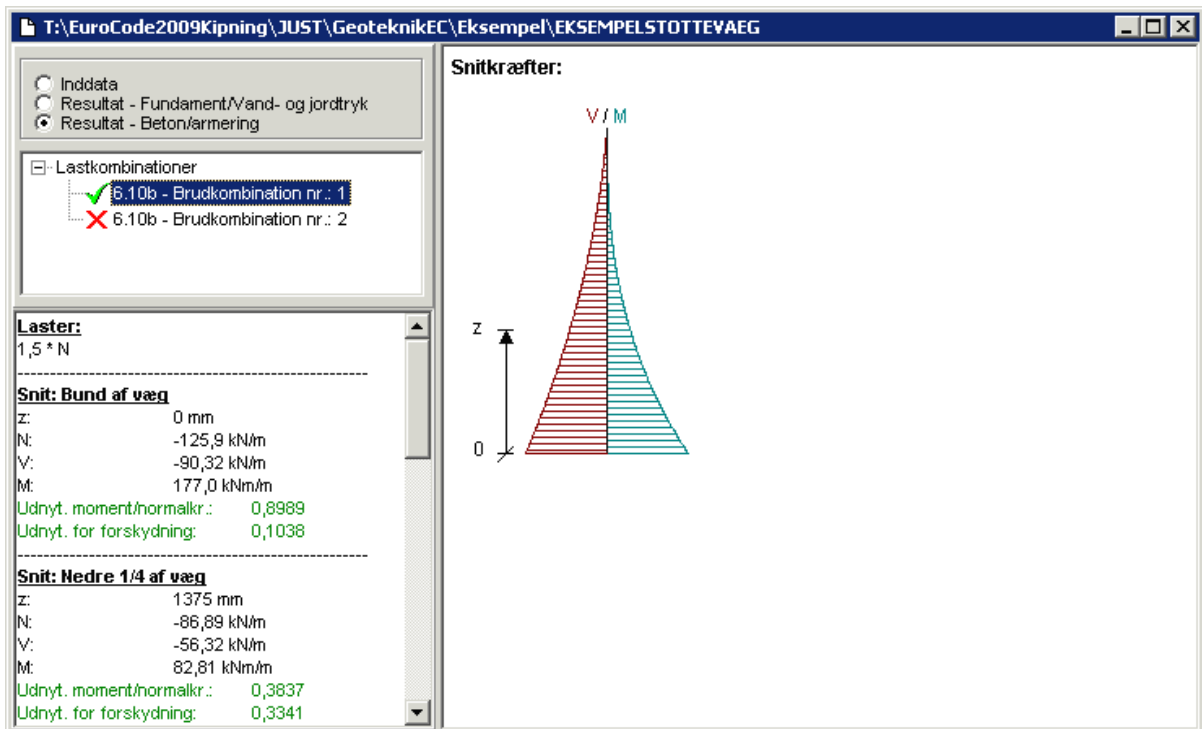 T:\EuroCode2009Kipning\JUST\GeoteknikEC\Eksempel\EKSEMPELSTOTTEVAEG
Inddata
Resultat - Fundament/Vand- og jordtryk
Resultat - Beton/armering
Lastkombinationer
6.10b - Brudkombination nr.: 1
6.10b - Brudkombination nr.: 2
Laster:
1,5 * N
------------------------------------------------------------
Snit: Bund af væg
z: 0 mm
N: -125,9 kN/m
V: -90,32 kN/m
M: 177,0 kNm/m
Udnyt. moment/normalkr.: 0,8989
Udnyt. for forskydning: 0,1038
------------------------------------------------------------
Snit: Nedre 1/4 af væg
z: 1375 mm
N: -86,89 kN/m
V: -56,32 kN/m
M: 82,81 kNm/m
Udnyt. moment/normalkr.: 0,3837
Udnyt. for forskydning: 0,3341
Snitkræfter:
V / M
z
0